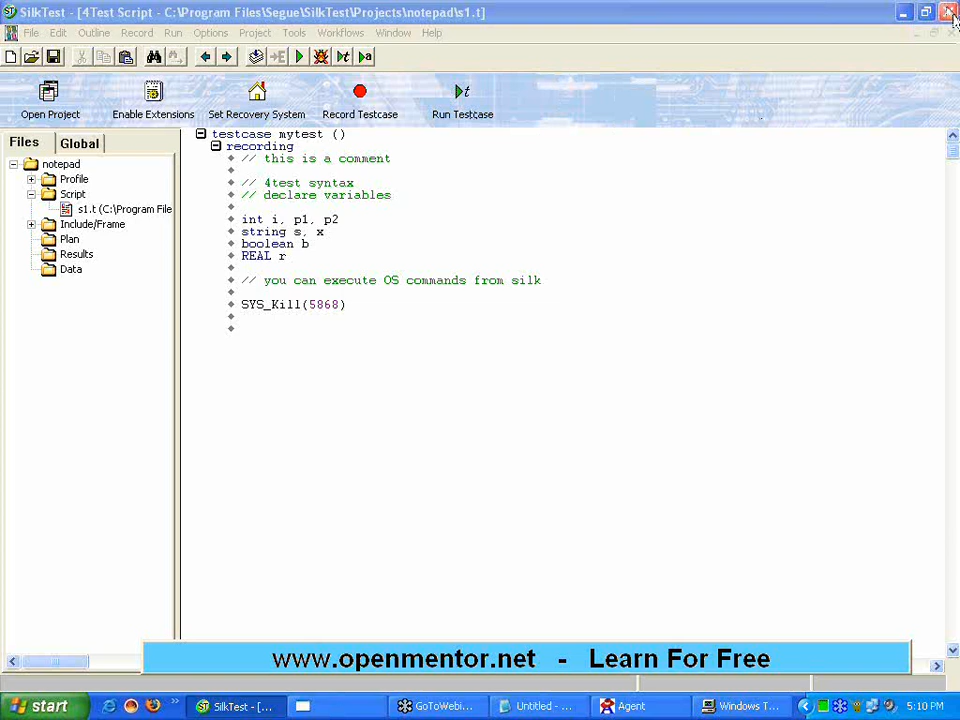 SilkTest - [4Test Script - C:\Program Files\Segue\SilkTest\Projects\notepad\s1.t]
File Edit Outline Record Run Options Project Tools Workflows Window Help
Open Project Enable Extensions Set Recovery System Record Testcase Run Testcase
Files Global
notepad
Profile
Script
s1.t (C:\Program File
Include/Frame
Plan
Results
Data
testcase mytest ()
recording
// this is a comment
// 4test syntax
// declare variables
int i, p1, p2
string s, x
boolean b
REAL r
// you can execute OS commands from silk
SYS_Kill(5868)
www.openmentor.net - Learn For Free
start SilkTest - [... GoToWebi... Untitled - ... Agent Windows T... 5:10 PM